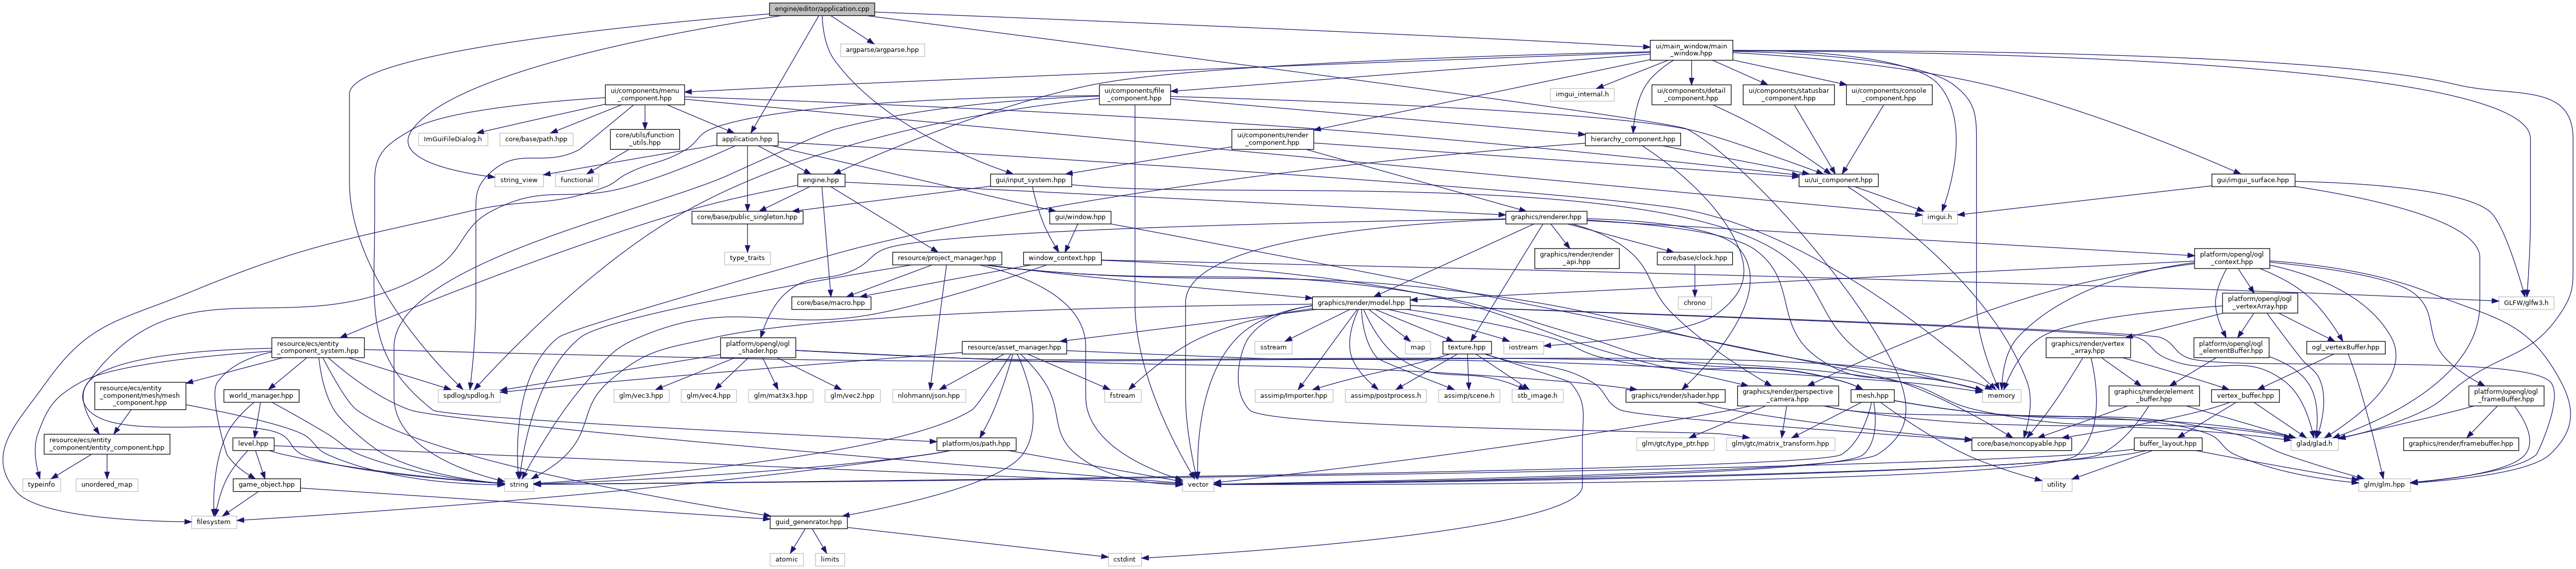 engine/editor/application.cpp
argparse/argparse.hpp
ui/main_window/main
_window.hpp
ui/components/menu
_component.hpp
ui/components/file
_component.hpp
imgui_internal.h
ui/components/detail
_component.hpp
ui/components/statusbar
_component.hpp
ui/components/console
_component.hpp
ImGuiFileDialog.h
core/base/path.hpp
core/utils/function
_utils.hpp
application.hpp
ui/components/render
_component.hpp
hierarchy_component.hpp
string_view
functional
engine.hpp
gui/input_system.hpp
ui/ui_component.hpp
gui/imgui_surface.hpp
core/base/public_singleton.hpp
gui/window.hpp
graphics/renderer.hpp
imgui.h
type_traits
resource/project_manager.hpp
window_context.hpp
graphics/render/render
_api.hpp
core/base/clock.hpp
platform/opengl/ogl
_context.hpp
core/base/macro.hpp
graphics/render/model.hpp
chrono
platform/opengl/ogl
_vertexArray.hpp
GLFW/glfw3.h
resource/ecs/entity
_component_system.hpp
platform/opengl/ogl
_shader.hpp
resource/asset_manager.hpp
sstream
map
texture.hpp
iostream
graphics/render/vertex
_array.hpp
platform/opengl/ogl
_elementBuffer.hpp
ogl_vertexBuffer.hpp
resource/ecs/entity
_component/mesh/mesh
_component.hpp
world_manager.hpp
spdlog/spdlog.h
glm/vec3.hpp
glm/vec4.hpp
glm/mat3x3.hpp
glm/vec2.hpp
nlohmann/json.hpp
fstream
assimp/Importer.hpp
assimp/postprocess.h
assimp/scene.h
stb_image.h
graphics/render/shader.hpp
graphics/render/perspective
_camera.hpp
mesh.hpp
memory
graphics/render/element
_buffer.hpp
vertex_buffer.hpp
platform/opengl/ogl
_frameBuffer.hpp
resource/ecs/entity
_component/entity_component.hpp
level.hpp
platform/os/path.hpp
glm/gtc/type_ptr.hpp
glm/gtc/matrix_transform.hpp
core/base/noncopyable.hpp
buffer_layout.hpp
glad/glad.h
graphics/render/framebuffer.hpp
typeinfo
unordered_map
game_object.hpp
string
vector
utility
glm/glm.hpp
filesystem
guid_genenrator.hpp
atomic
limits
cstdint